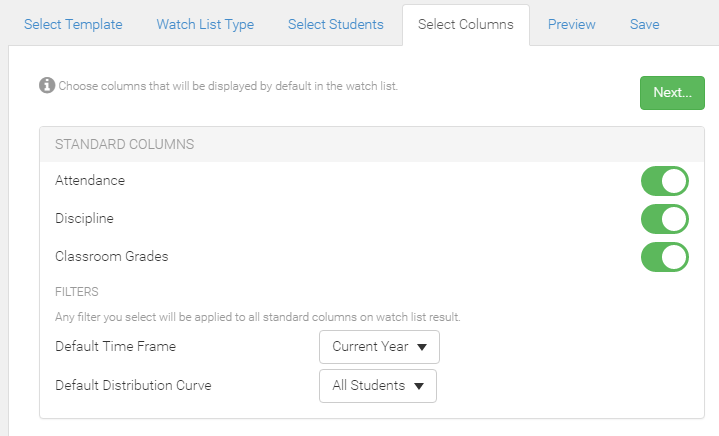 Select Template Watch List Type Select Students Select Columns Preview Save
Choose columns that will be displayed by default in the watch list.
Next...
STANDARD COLUMNS
Attendance
Discipline
Classroom Grades
FILTERS
Any filter you select will be applied to all standard columns on watch list result.
Default Time Frame Current Year
Default Distribution Curve All Students